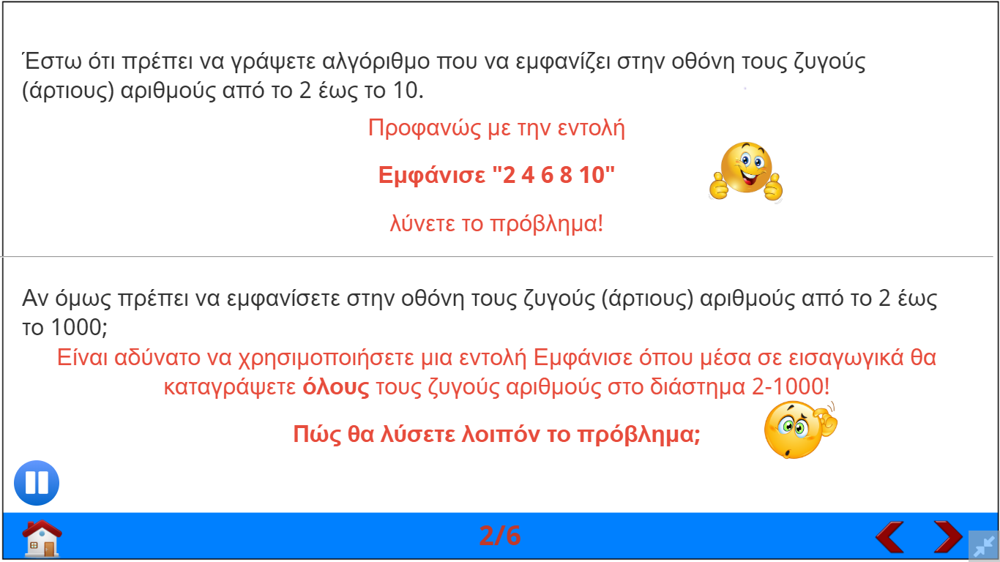 Έστω ότι πρέπει να γράψετε αλγόριθμο που να εμφανίζει στην οθόνη τους ζυγούς
(άρτιους) αριθμούς από το 2 έως το 10.
Προφανώς με την εντολή
Εμφάνισε "2 4 6 8 10"
λύνετε το πρόβλημα!
Αν όμως πρέπει να εμφανίσετε στην οθόνη τους ζυγούς (άρτιους) αριθμούς από το 2 έως
το 1000;
Είναι αδύνατο να χρησιμοποιήσετε μια εντολή Εμφάνισε όπου μέσα σε εισαγωγικά θα
καταγράψετε όλους τους ζυγούς αριθμούς στο διάστημα 2-1000!
Πώς θα λύσετε λοιπόν το πρόβλημα;
2/6